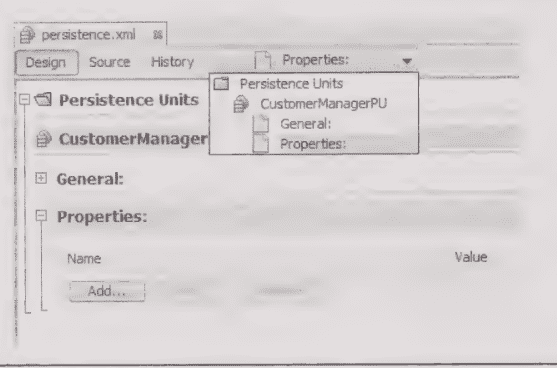 persistence.xml
Design Source History Properties:
Persistence Units
CustomerManagerPU
General:
Properties:
Persistence Units
CustomerManager
General:
Properties:
Name Value
Add...